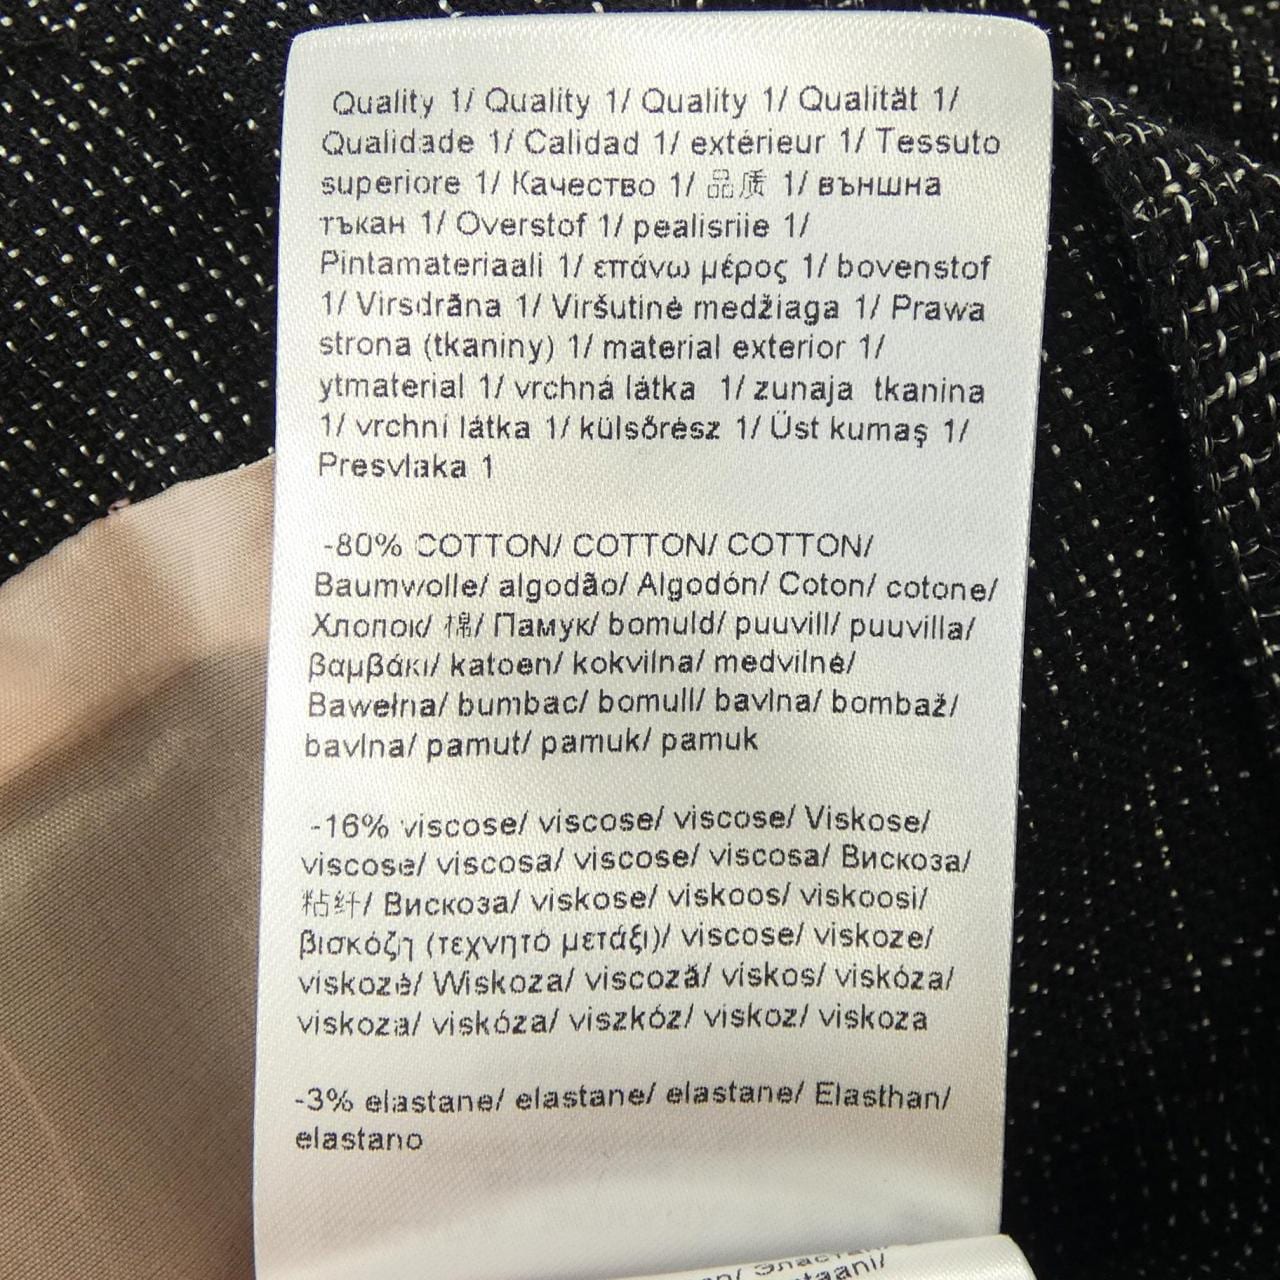 Quality 1/ Quality 1/ Quality 1/ Qualität 1/
Qualidade 1/ Calidad 1/ extérieur 1/ Tessuto
superiore 1/ Качество 1/ 品质 1/ външна
тъкан 1/ Overstof 1/ pealisriie 1/
Pintamateriaali 1/ επάνω μέρος 1/ bovenstof
1/ Virsdrāna 1/ Viršutinė medžiaga 1/ Prawa
strona (tkaniny) 1/ material exterior 1/
ytmaterial 1/ vrchná látka 1/ zunaja tkanina
1/ vrchní látka 1/ külsőrész 1/ Üst kumaş 1/
Presvlaka 1
-80% COTTON/ COTTON/ COTTON/
Baumwolle/ algodão/ Algodón/ Coton/ cotone/
Хлопок/ 棉/ Памук/ bomuld/ puuvill/ puuvilla/
βαμβάκι/ katoen/ kokvilna/ medvilnė/
Bawełna/ bumbac/ bomull/ bavlna/ bombaž/
bavlna/ pamut/ pamuk/ pamuk
-16% viscose/ viscose/ viscose/ Viskose/
viscose/ viscosa/ viscose/ viscosa/ Вискоза/
粘纤/ Вискоза/ viskose/ viskoos/ viskoosi/
βισκόζη (τεχνητό μετάξι)/ viscose/ viskoze/
viskozė/ Wiskoza/ viscoză/ viskos/ viskóza/
viskoza/ viskóza/ viszkóz/ viskoz/ viskoza
-3% elastane/ elastane/ elastane/ Elasthan/
elastano